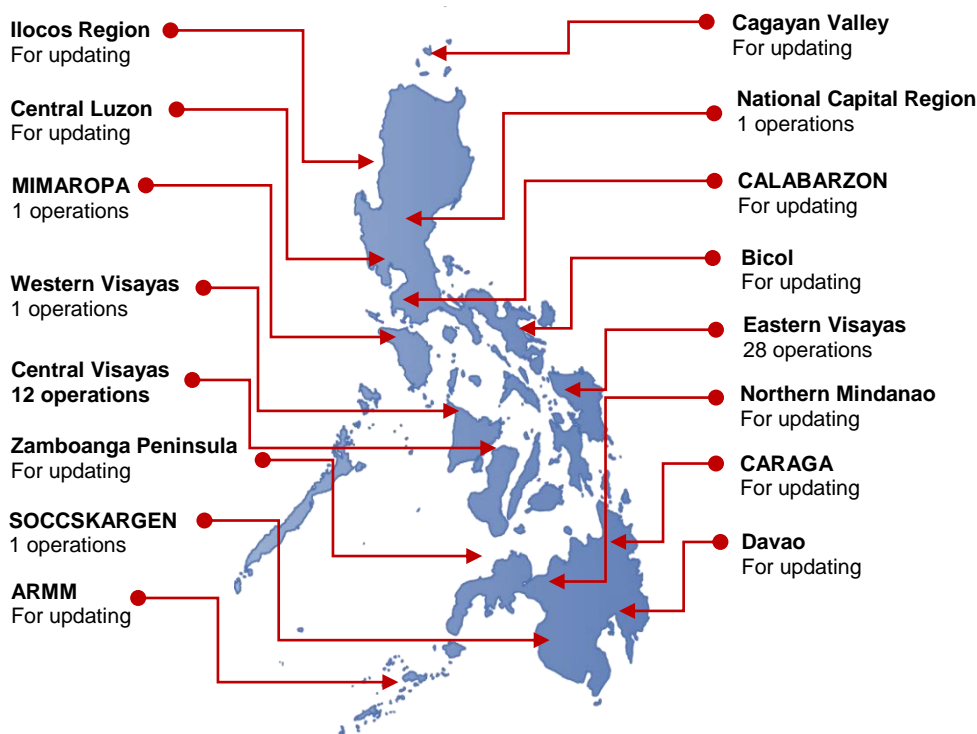 Ilocos Region
For updating
Central Luzon
For updating
MIMAROPA
1 operations
Western Visayas
1 operations
Central Visayas
12 operations
Zamboanga Peninsula
For updating
SOCCSKARGEN
1 operations
ARMM
For updating
Cagayan Valley
For updating
National Capital Region
1 operations
CALABARZON
For updating
Bicol
For updating
Eastern Visayas
28 operations
Northern Mindanao
For updating
CARAGA
For updating
Davao
For updating